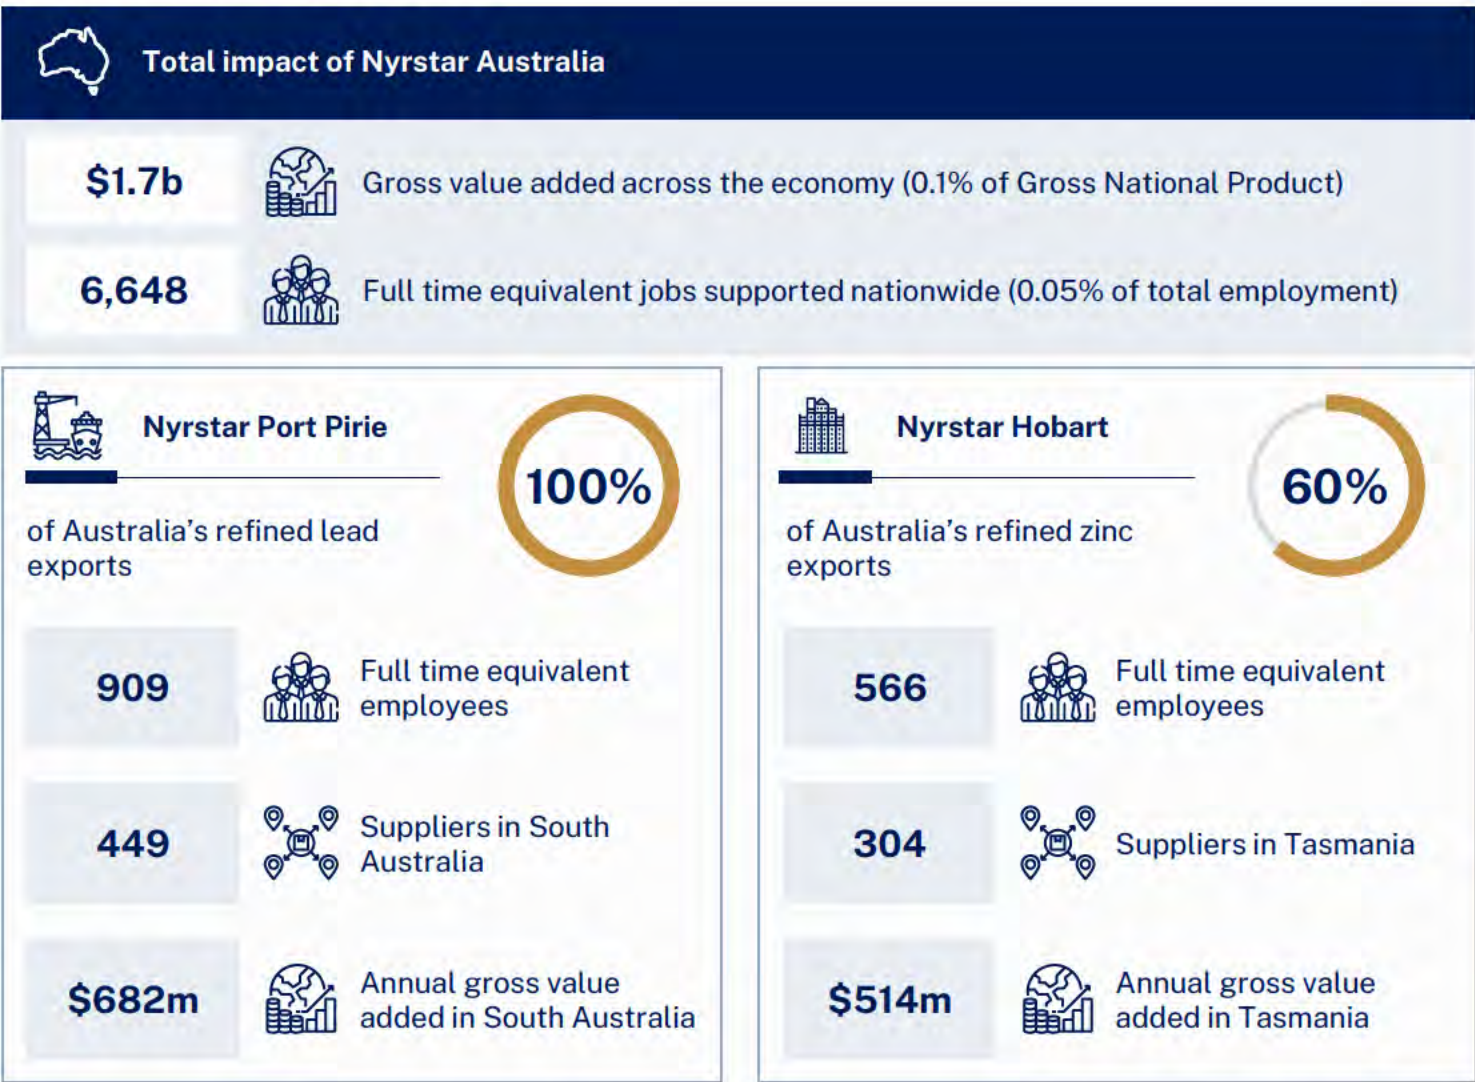 Total impact of Nyrstar Australia
$1.7b
Gross value added across the economy (0.1% of Gross National Product)
6,648
Full time equivalent jobs supported nationwide (0.05% of total employment)
Nyrstar Port Pirie
100%
of Australia’s refined lead
exports
909
Full time equivalent
employees
449
Suppliers in South
Australia
$682m
Annual gross value
added in South Australia
Nyrstar Hobart
60%
of Australia’s refined zinc
exports
566
Full time equivalent
employees
304
Suppliers in Tasmania
$514m
Annual gross value
added in Tasmania